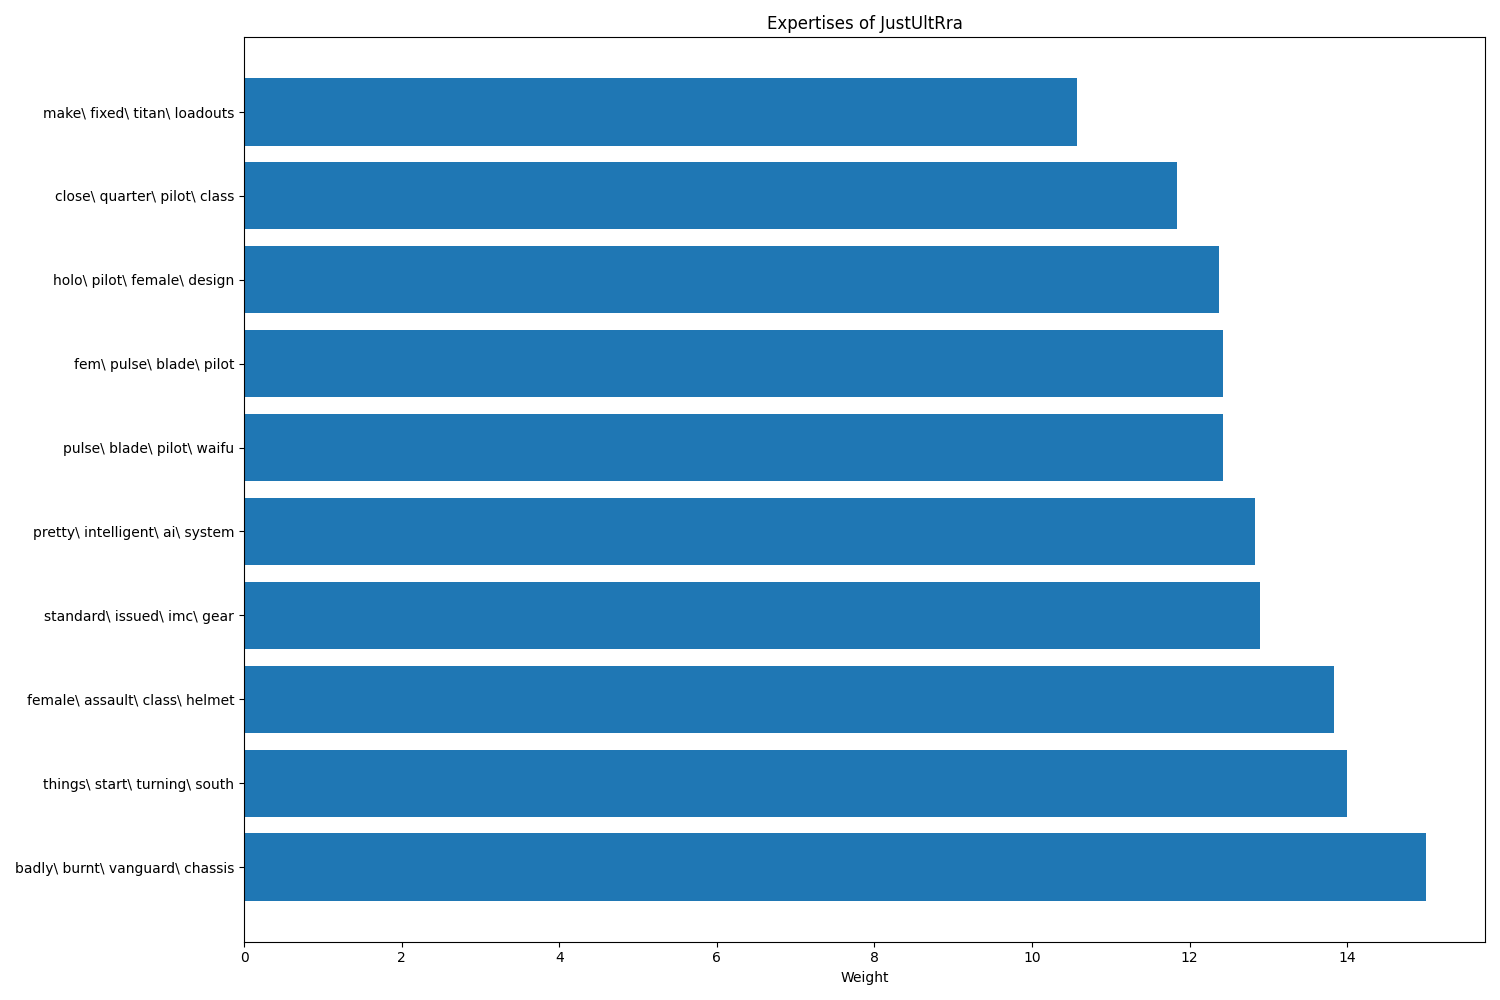 Expertises of JustUltRra
make\ fixed\ titan\ loadouts
close\ quarter\ pilot\ class
holo\ pilot\ female\ design
fem\ pulse\ blade\ pilot
pulse\ blade\ pilot\ waifu
pretty\ intelligent\ ai\ system
standard\ issued\ imc\ gear
female\ assault\ class\ helmet
things\ start\ turning\ south
badly\ burnt\ vanguard\ chassis
0 2 4 6 8 10 12 14
Weight